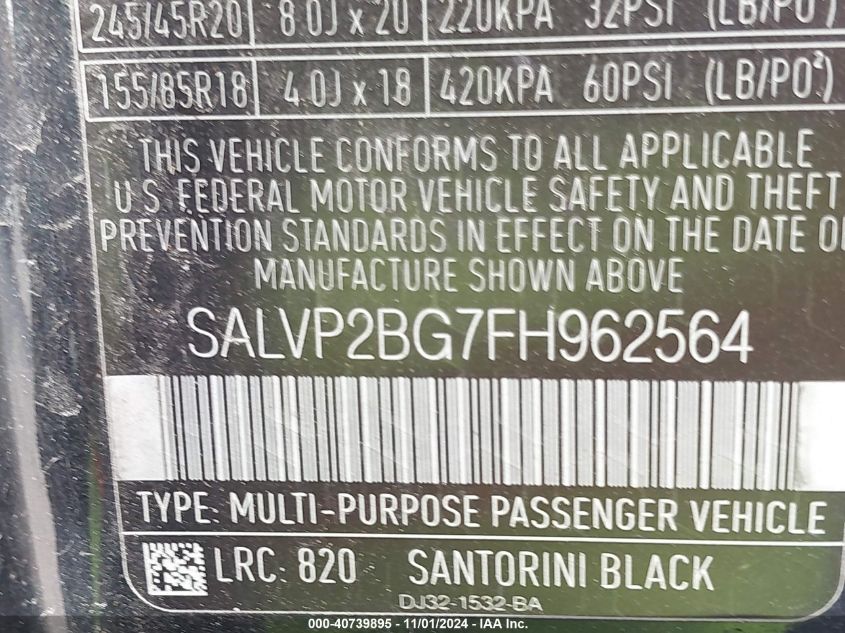 245/45R20 8.0J x 20 220KPA 32PSI (LB/PO²)
155/85R18 4.0J x 18 420KPA 60PSI (LB/PO²)
THIS VEHICLE CONFORMS TO ALL APPLICABLE
U.S. FEDERAL MOTOR VEHICLE SAFETY AND THEFT
PREVENTION STANDARDS IN EFFECT ON THE DATE OF
MANUFACTURE SHOWN ABOVE
SALVP2BG7FH962564
TYPE: MULTI-PURPOSE PASSENGER VEHICLE
LRC: 820 SANTORINI BLACK
DJ32-1532-BA
000-40739895 - 11/01/2024 - IAA Inc.